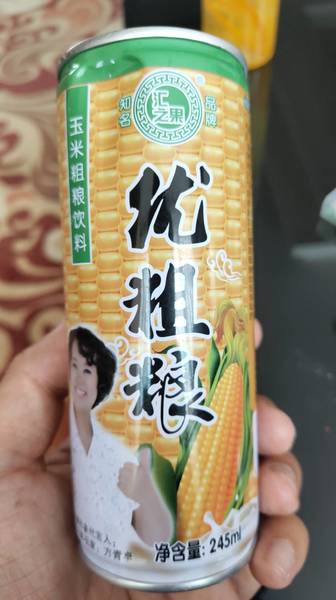 知名 品牌
汇之果
玉米粗粮饮料
优粗粮
净含量: 245ml